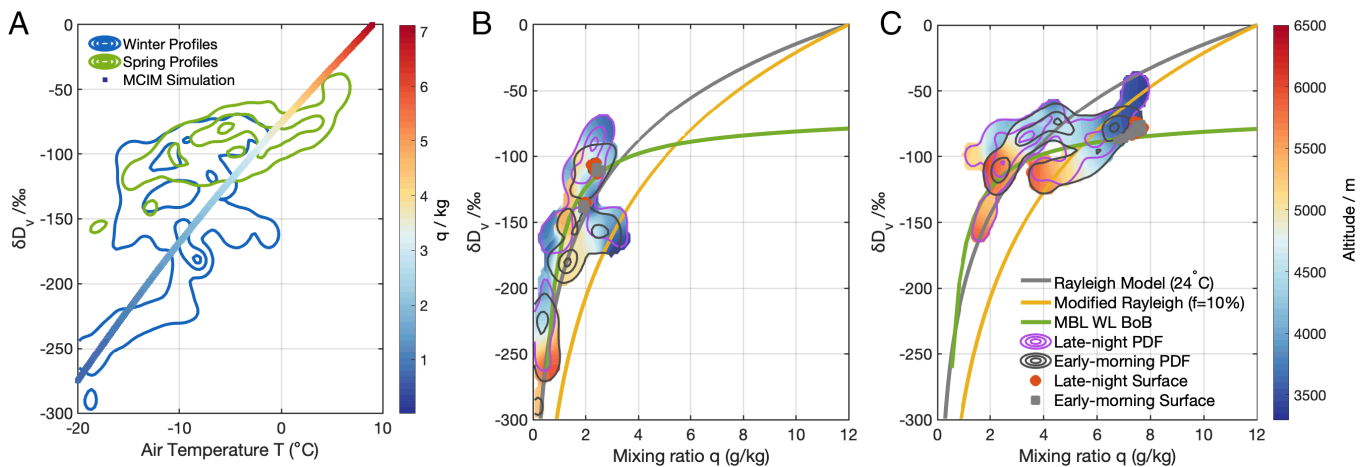 A
Winter Profiles
Spring Profiles
MCIM Simulation
0
-50
-100
-150
-200
-250
-300
-20
-10
0
10
δDᵥ /‰
Air Temperature T (°C)
7
6
5
4
3
2
1
q / kg
B
0
-50
-100
-150
-200
-250
-300
0
2
4
6
8
10
12
δDᵥ /‰
Mixing ratio q (g/kg)
C
0
-50
-100
-150
-200
-250
-300
0
2
4
6
8
10
12
δDᵥ /‰
Mixing ratio q (g/kg)
Rayleigh Model (24°C)
Modified Rayleigh (f=10%)
MBL WL BoB
Late-night PDF
Early-morning PDF
Late-night Surface
Early-morning Surface
6500
6000
5500
5000
4500
4000
3500
Altitude / m